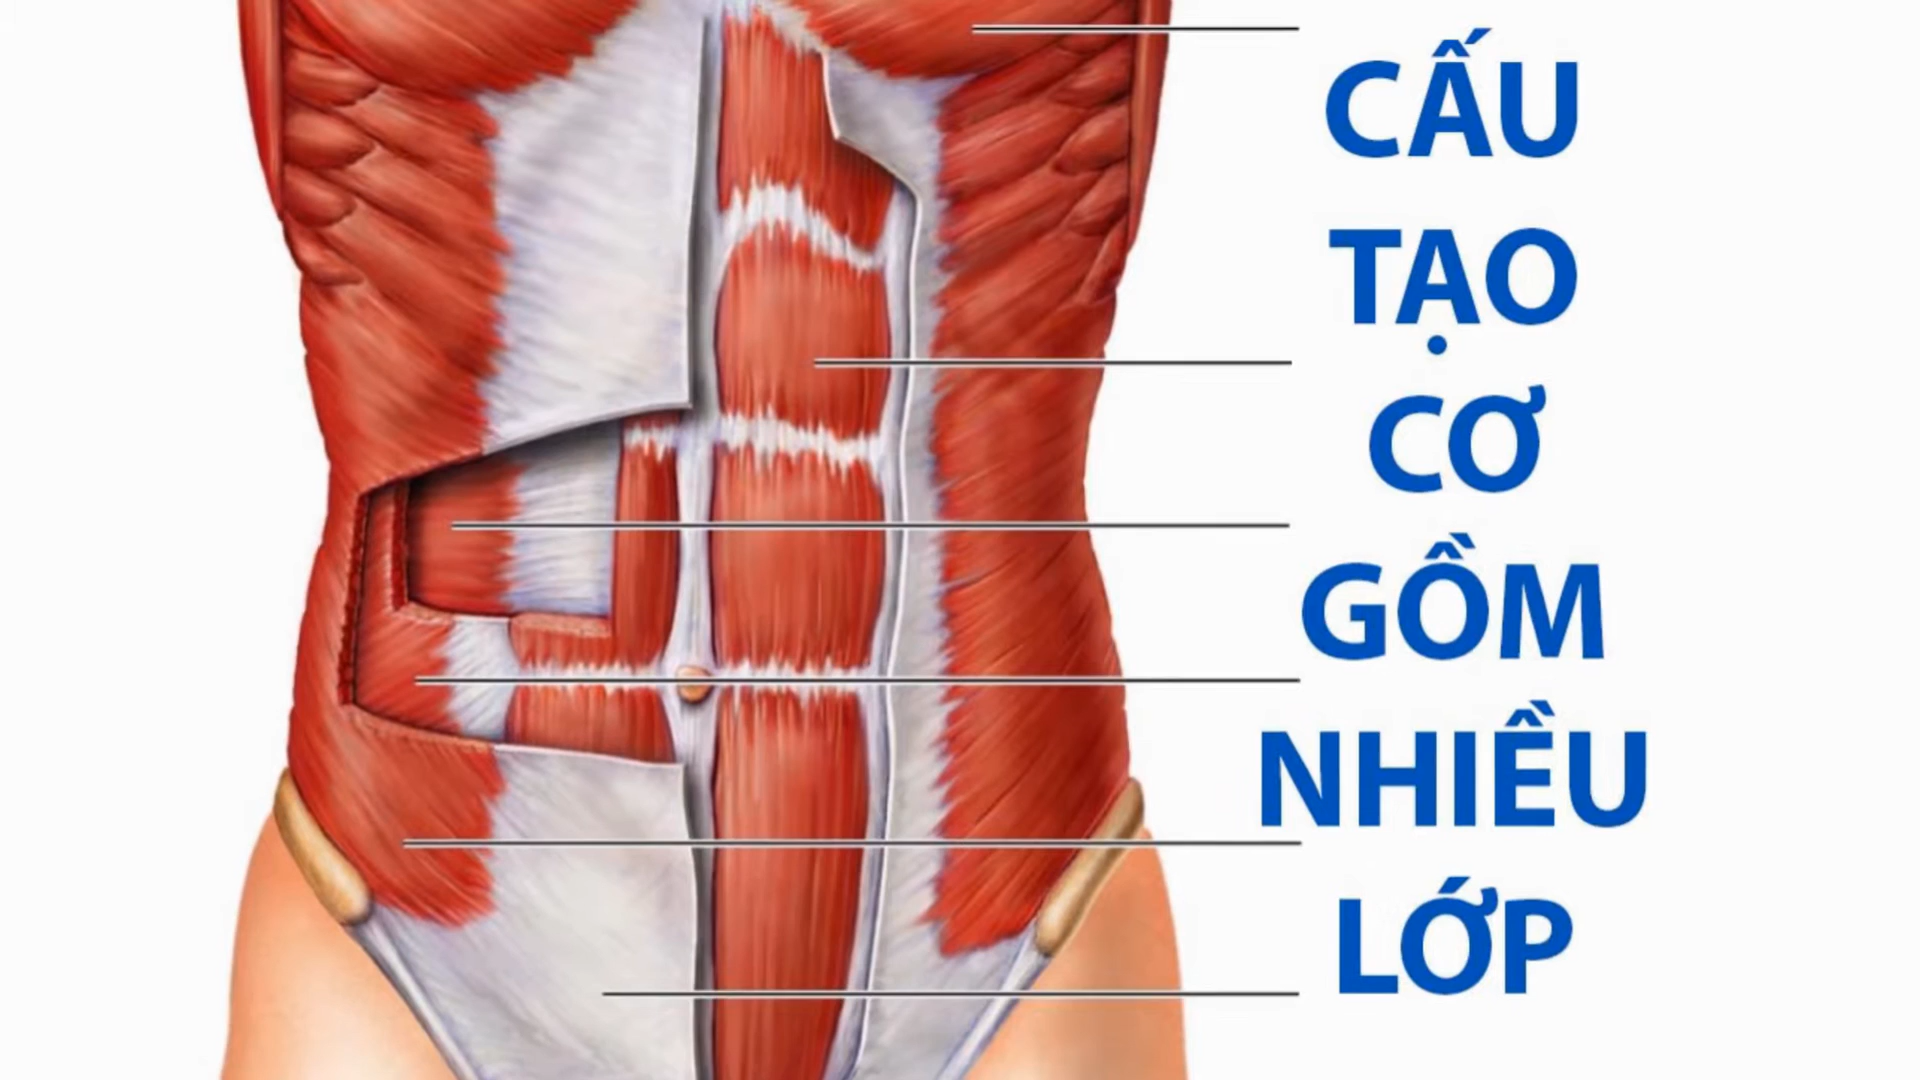 CẤU
TẠO
CƠ
GỒM
NHIỀU
LỚP